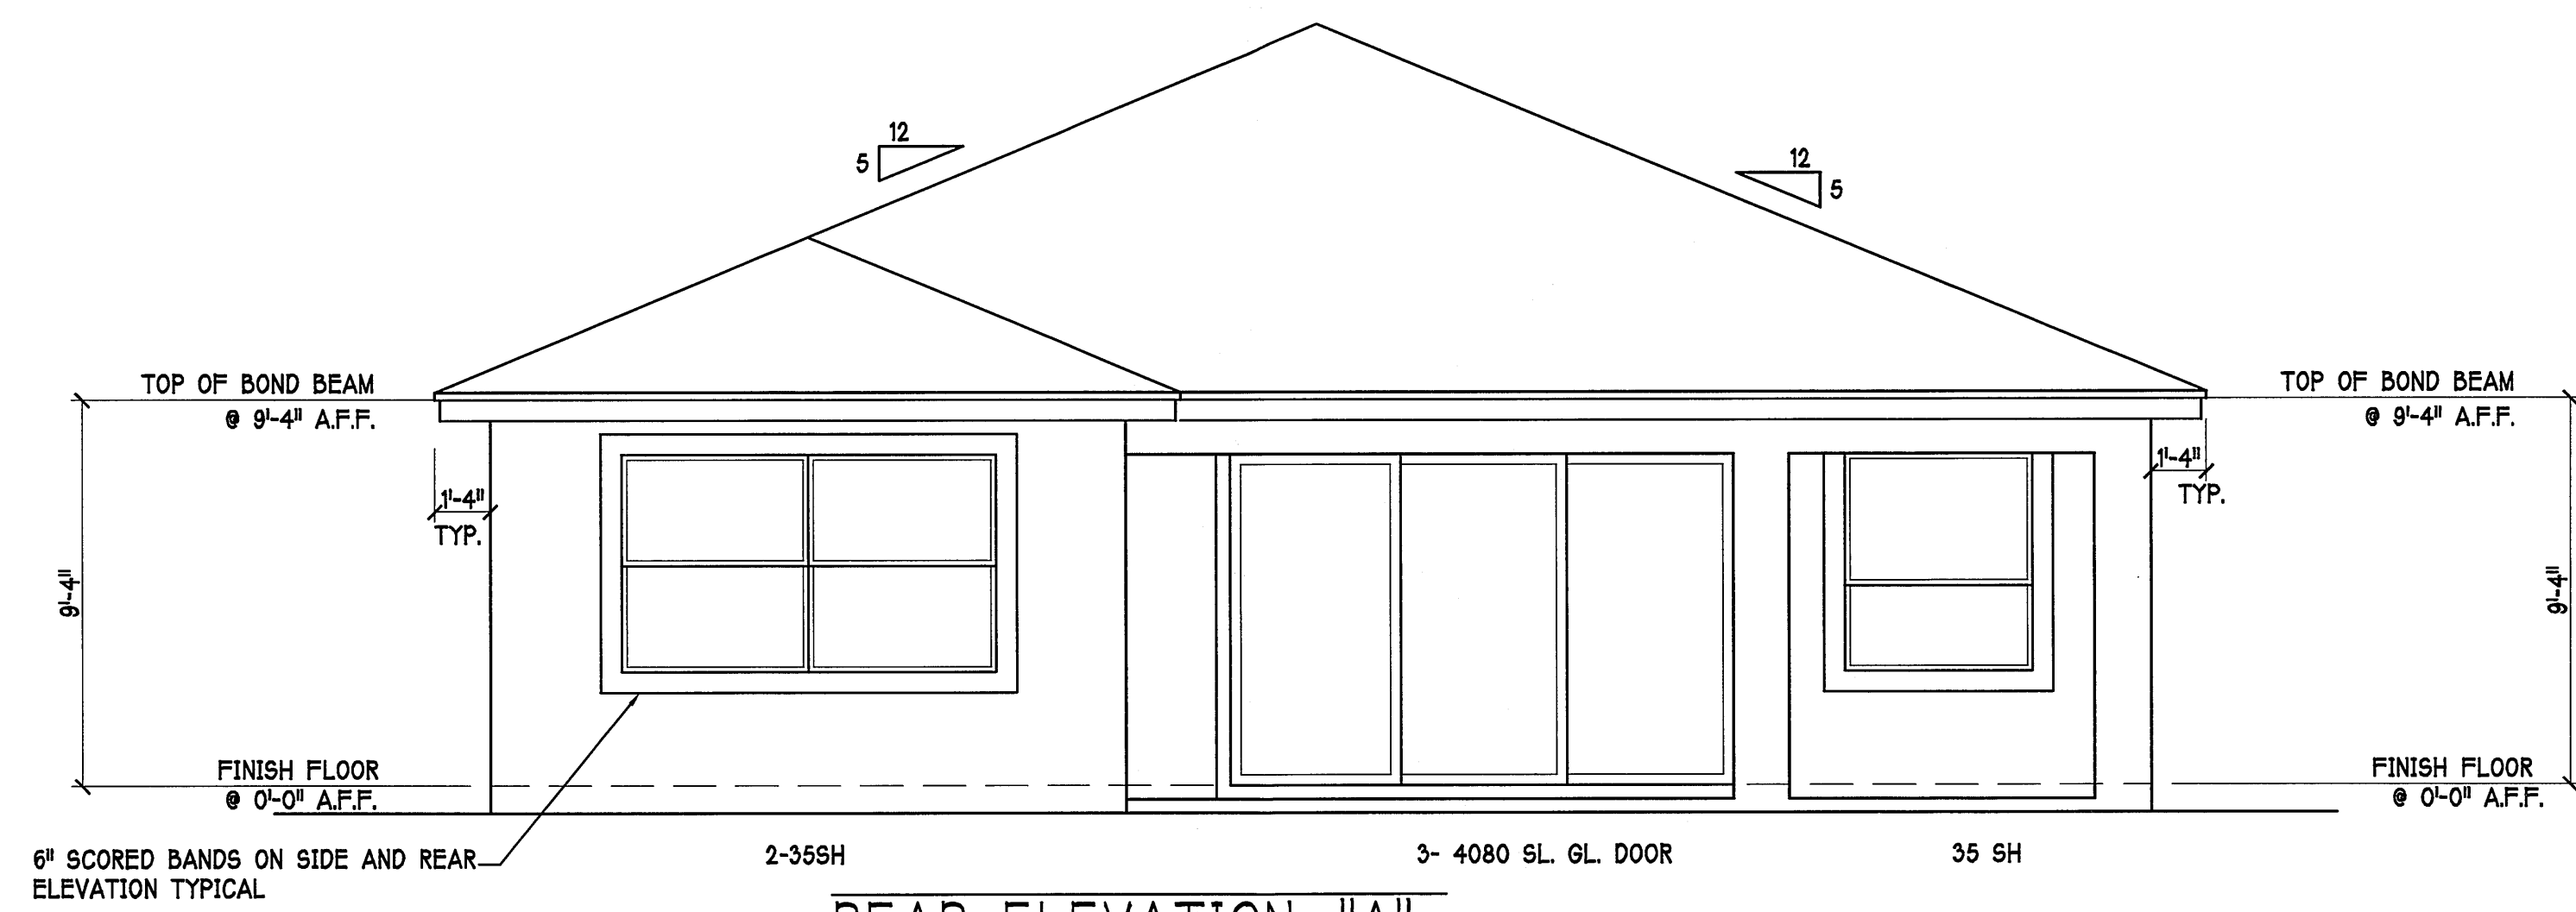 12
5
12
5
TOP OF BOND BEAM
@ 9'-4" A.F.F.
TOP OF BOND BEAM
@ 9'-4" A.F.F.
1'-4"
TYP.
1'-4"
TYP.
9'-4"
9'-4"
FINISH FLOOR
@ 0'-0" A.F.F.
FINISH FLOOR
@ 0'-0" A.F.F.
6" SCORED BANDS ON SIDE AND REAR
ELEVATION TYPICAL
2-35SH
3- 4080 SL. GL. DOOR
35 SH
REAR ELEVATION "A"